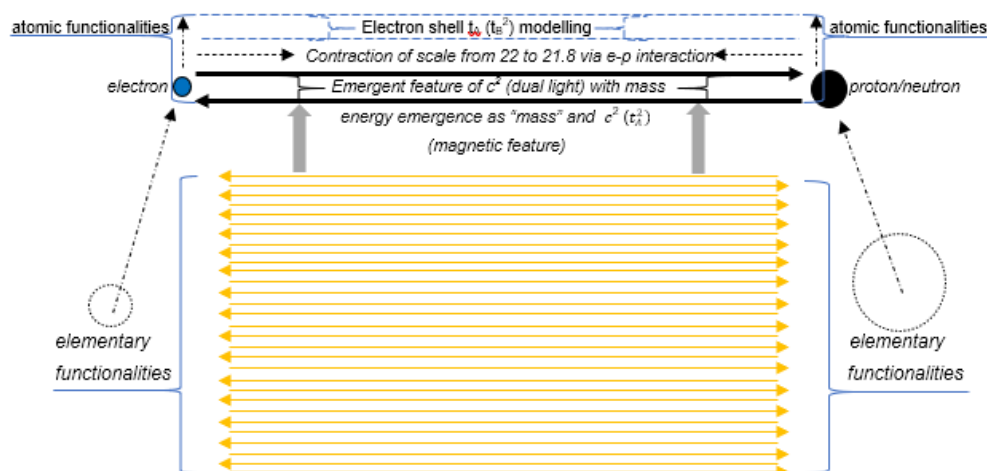 atomic functionalities
Electron shell tA (tB²) modelling
atomic functionalities
Contraction of scale from 22 to 21.8 via e-p interaction
electron
Emergent feature of c² (dual light) with mass
proton/neutron
energy emergence as "mass" and c² (t²A)
(magnetic feature)
elementary
functionalities
elementary
functionalities